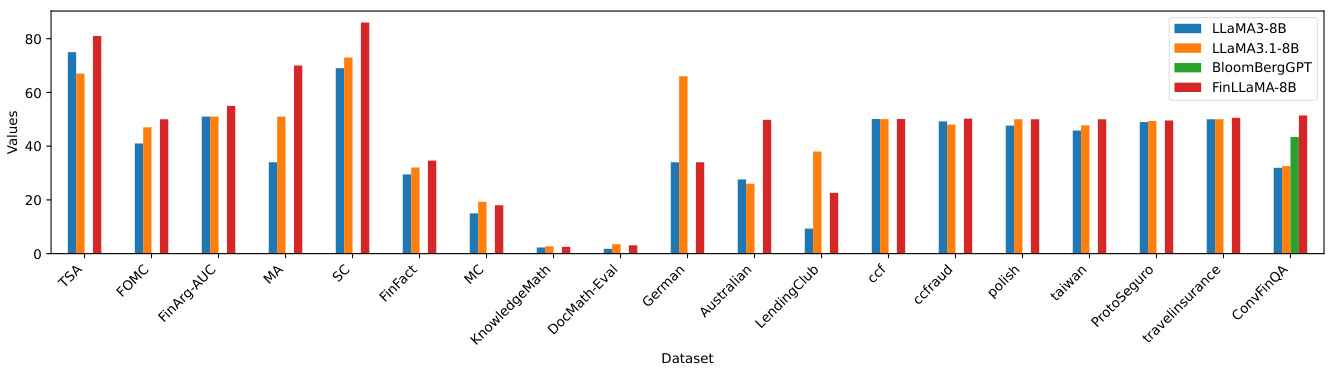 Values
80
60
40
20
0
LLaMA3-8B
LLaMA3.1-8B
BloomBergGPT
FinLLaMA-8B
TSA
FOMC
FinArg-AUC
MA
SC
FinFact
MC
KnowledgeMath
DocMath-Eval
German
Australian
LendingClub
ccf
ccfraud
polish
taiwan
ProtoSeguro
travelinsurance
ConvFinQA
Dataset